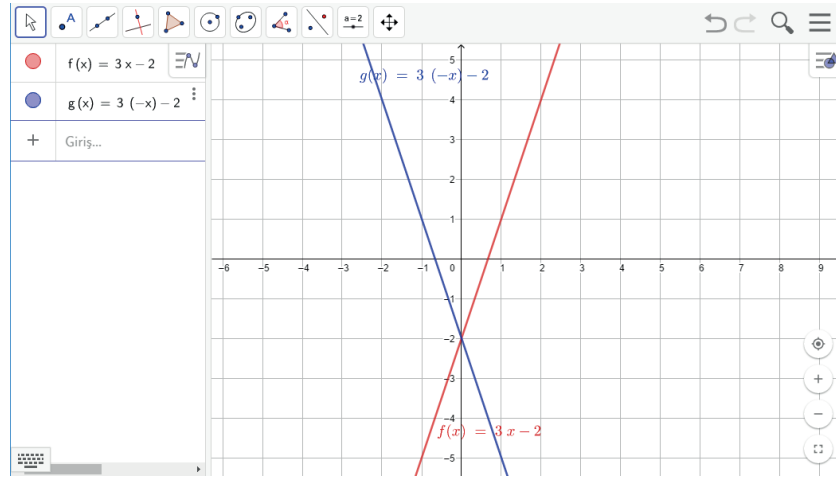 A
a=2
f(x) = 3x − 2
g(x) = 3 (−x) − 2
+ Giriş...
g(x) = 3 (−x) − 2
5
4
3
2
1
−6 −5 −4 −3 −2 −1 0 1 2 3 4 5 6 7 8 9
−1
−2
−3
−4
f(x) = 3 x − 2
−5